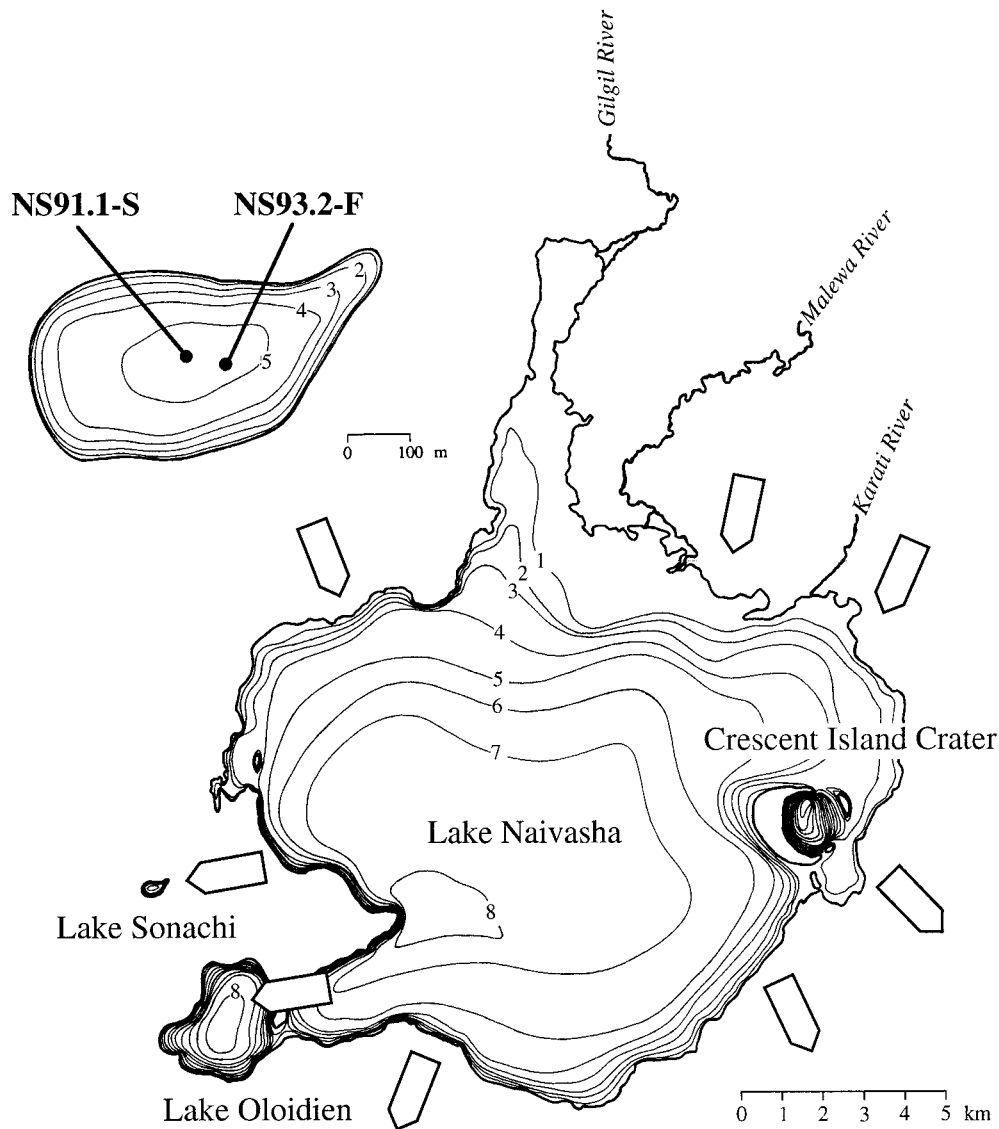 Gilgil River
NS91.1-S
NS93.2-F
2
3
4
5
0 100 m
Malewa River
Karati River
1
2
3
4
5
6
7
Crescent Island Crater
Lake Naivasha
8
Lake Sonachi
8
Lake Oloidien
0 1 2 3 4 5 km